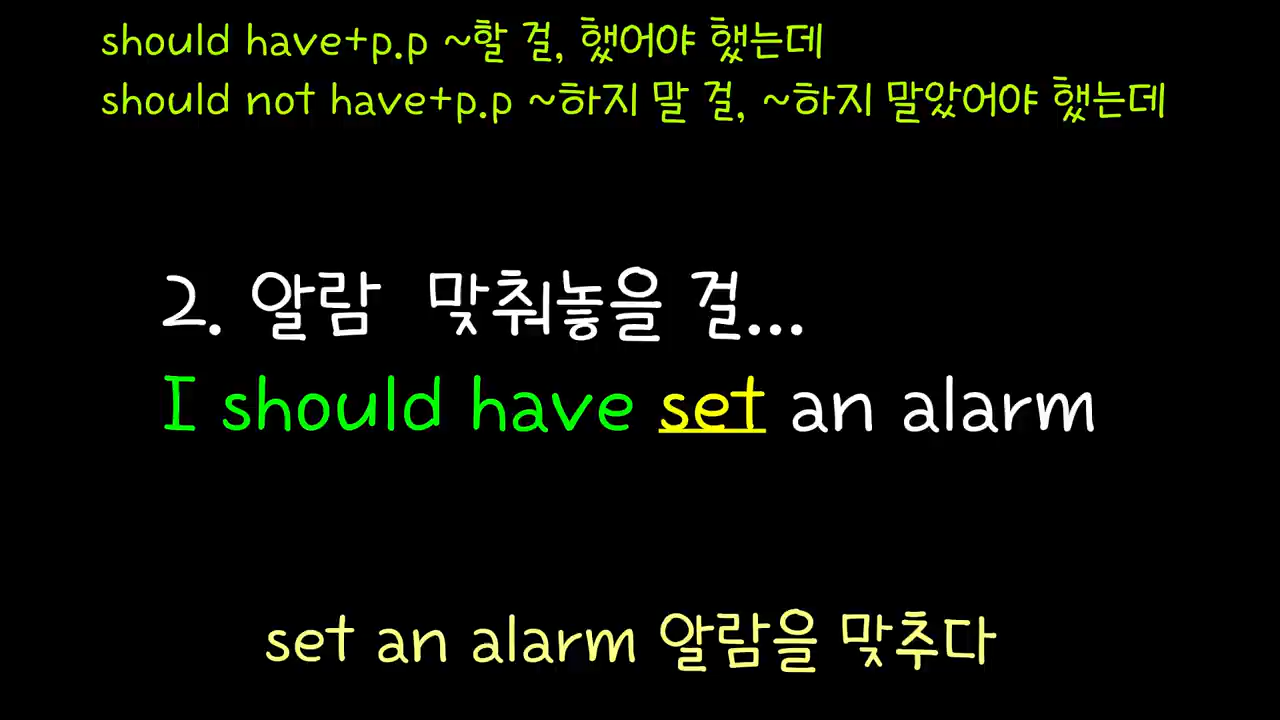 should have+p.p ~할 걸, 했어야 했는데
should not have+p.p ~하지 말 걸, ~하지 말았어야 했는데
2. 알람 맞춰놓을 걸...
I should have set an alarm
set an alarm 알람을 맞추다